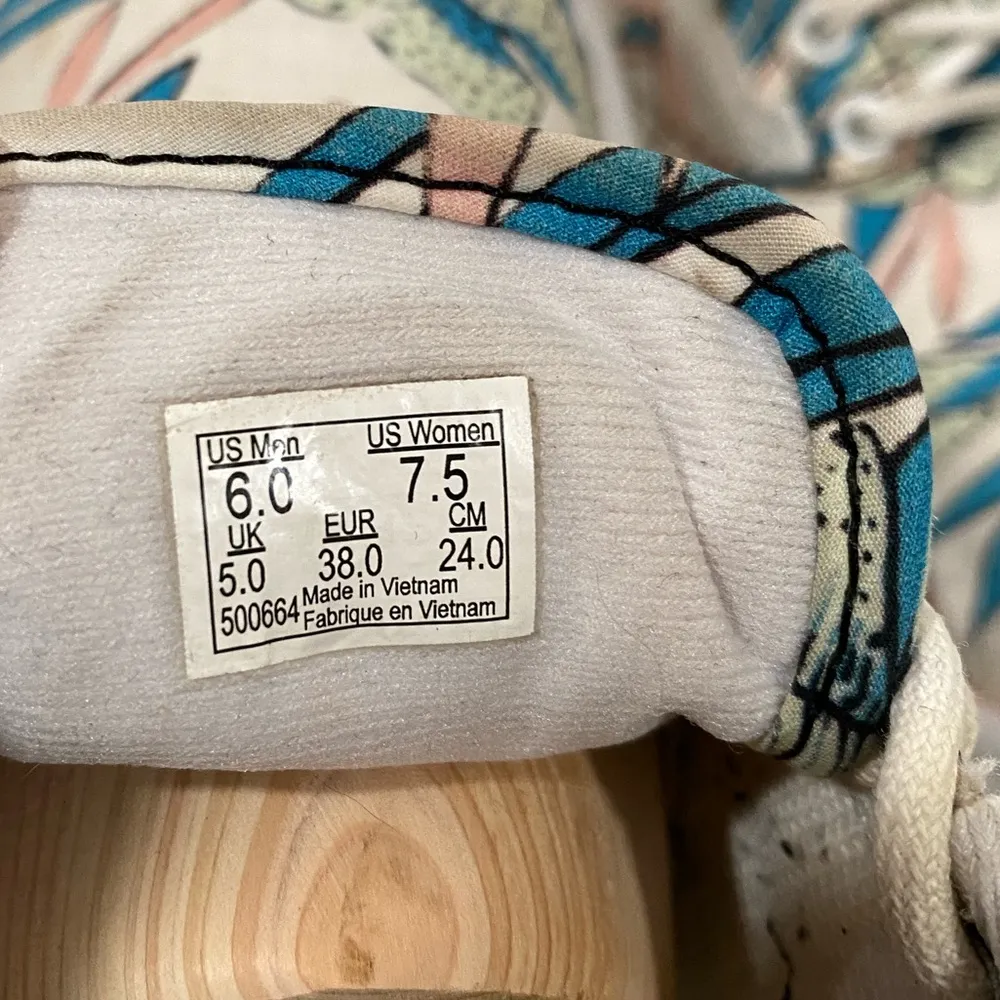 US Men US Women
6.0 7.5
UK EUR CM
5.0 38.0 24.0
500664 Made in Vietnam
Fabrique en Vietnam